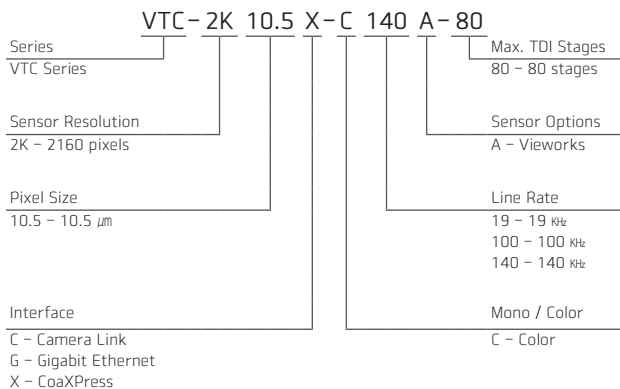 VTC-2K 10.5 X-C 140 A-80
Series
VTC Series
Max. TDI Stages
80 – 80 stages
Sensor Resolution
2K – 2160 pixels
Sensor Options
A – Vieworks
Pixel Size
10.5 – 10.5 ㎛
Line Rate
19 – 19 ㎑
100 – 100 ㎑
140 – 140 ㎑
Interface
C – Camera Link
G – Gigabit Ethernet
X – CoaXPress
Mono / Color
C – Color